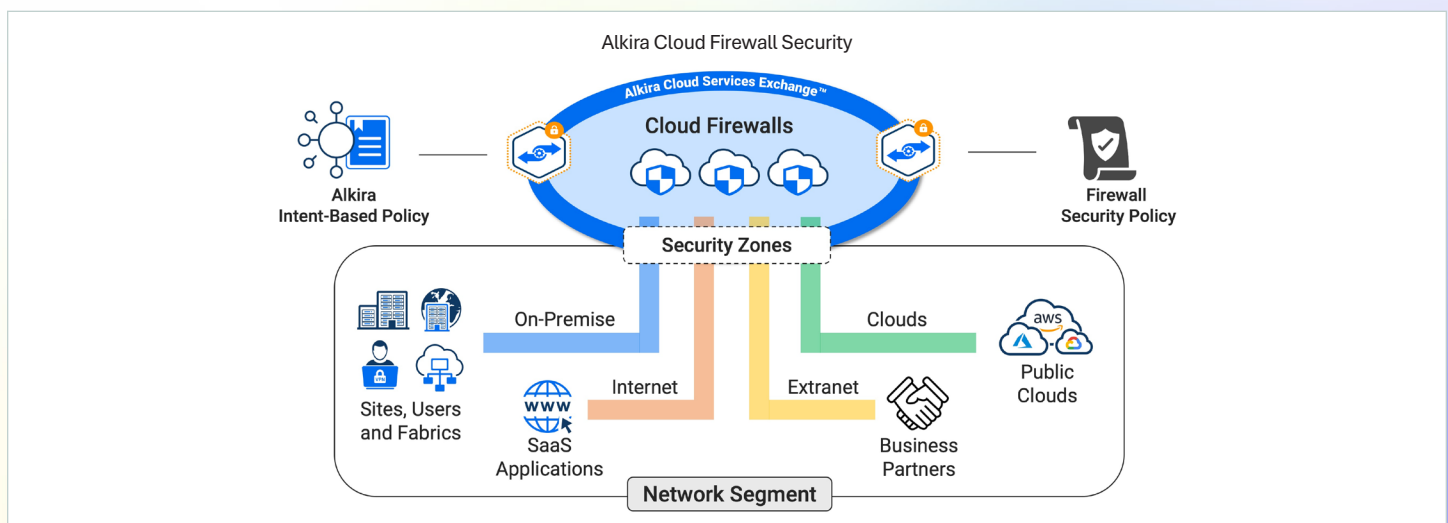 Alkira Cloud Firewall Security
Alkira Cloud Services Exchange™
Cloud Firewalls
Alkira
Intent-Based Policy
Firewall
Security Policy
Security Zones
On-Premise
Clouds
aws
Internet
Extranet
VPN
Sites, Users
and Fabrics
www
SaaS
Applications
Business
Partners
Public
Clouds
Network Segment